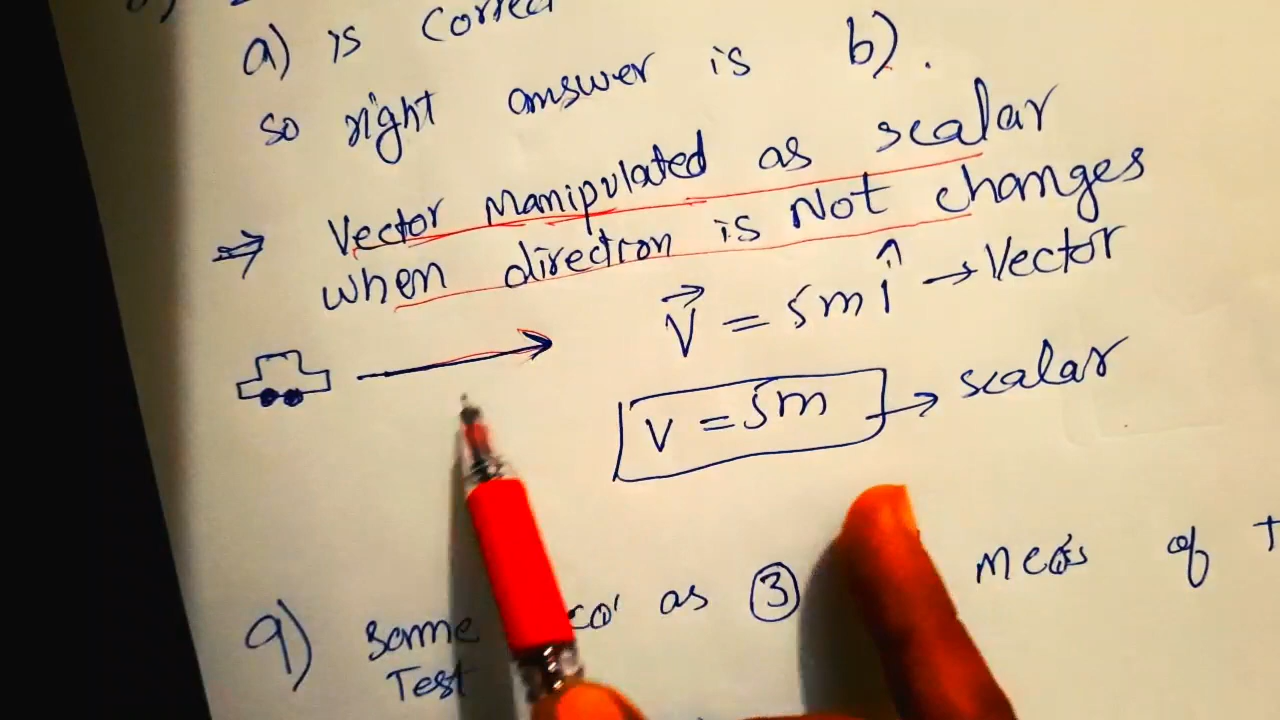 a) is
so right answer is b).
⇒ Vector Manipulated as scalar
when direction is Not changes
V⃗ = 5m î → Vector
V = 5m → scalar
9) Same as ③ of
Test